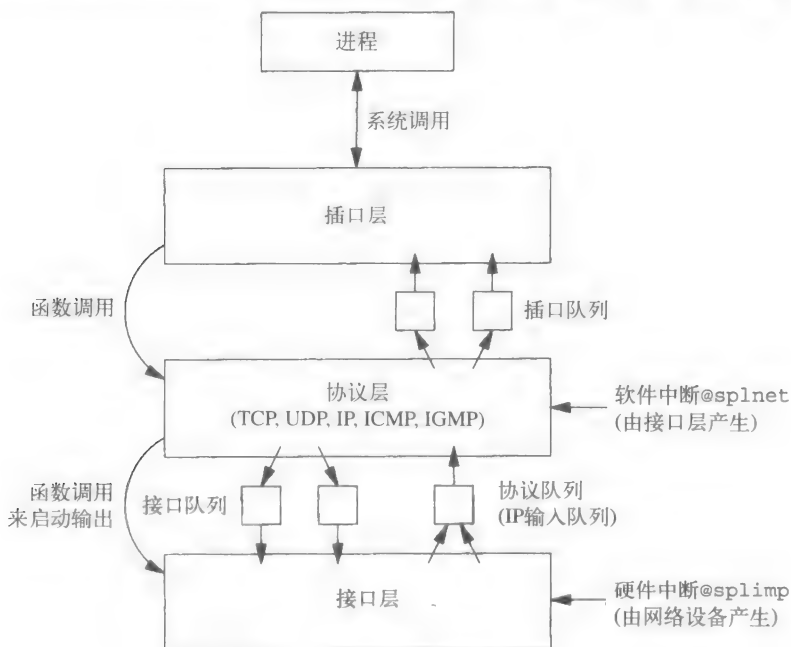 进程
系统调用
插口层
函数调用
插口队列
协议层
(TCP, UDP, IP, ICMP, IGMP)
软件中断@splnet
(由接口层产生)
函数调用
来启动输出
接口队列
协议队列
(IP输入队列)
接口层
硬件中断@splimp
(由网络设备产生)